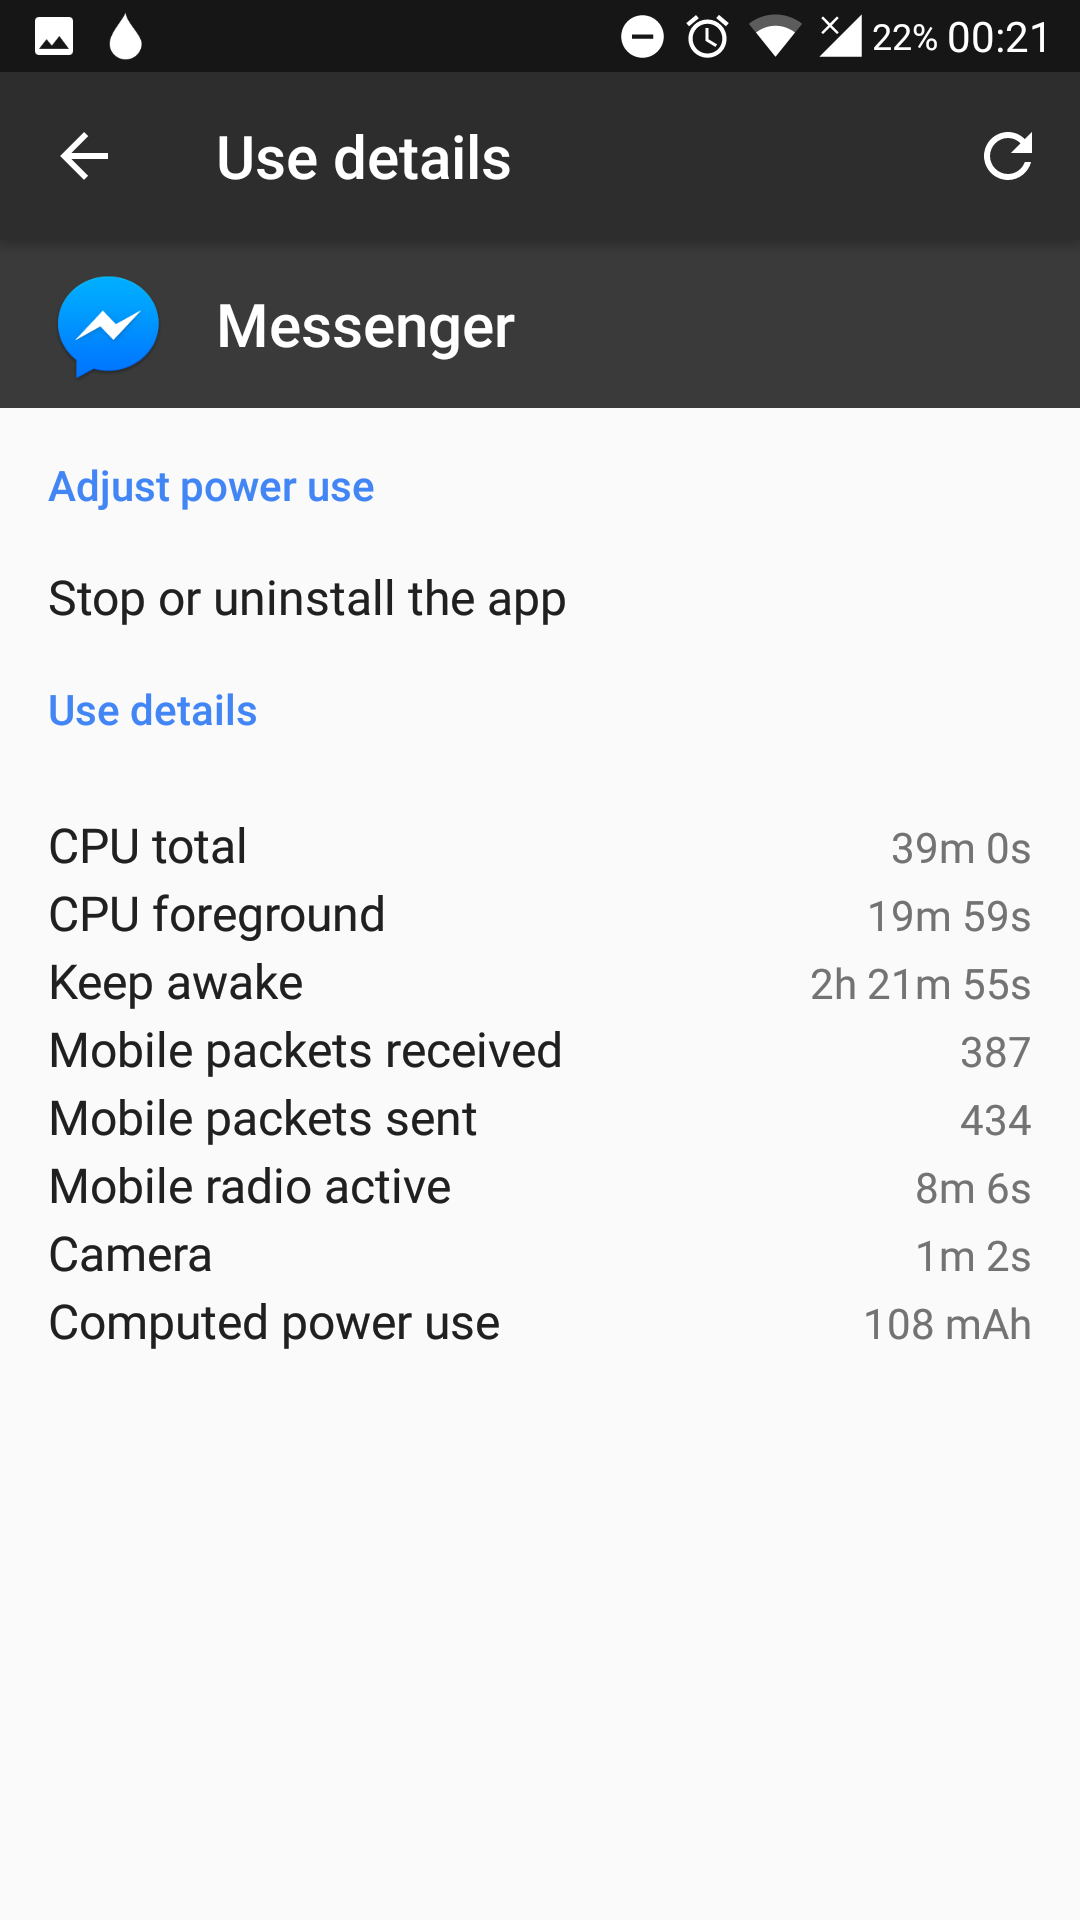 22% 00:21
Use details
Messenger
Adjust power use
Stop or uninstall the app
Use details
CPU total 39m 0s
CPU foreground 19m 59s
Keep awake 2h 21m 55s
Mobile packets received 387
Mobile packets sent 434
Mobile radio active 8m 6s
Camera 1m 2s
Computed power use 108 mAh